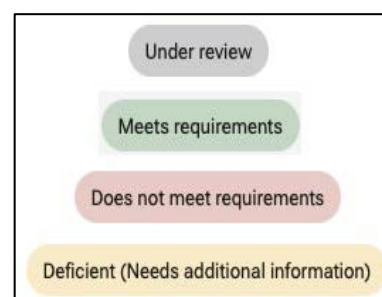 Under review
Meets requirements
Does not meet requirements
Deficient (Needs additional information)